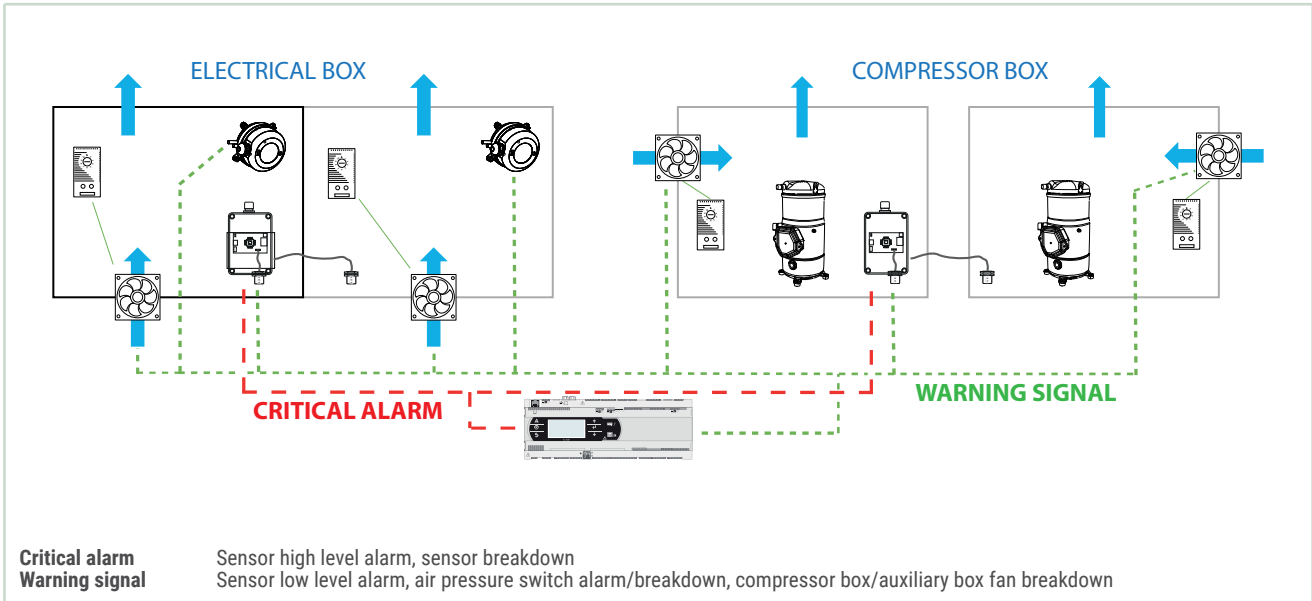 ELECTRICAL BOX
COMPRESSOR BOX
WARNING SIGNAL
CRITICAL ALARM
Critical alarm Sensor high level alarm, sensor breakdown
Warning signal Sensor low level alarm, air pressure switch alarm/breakdown, compressor box/auxiliary box fan breakdown